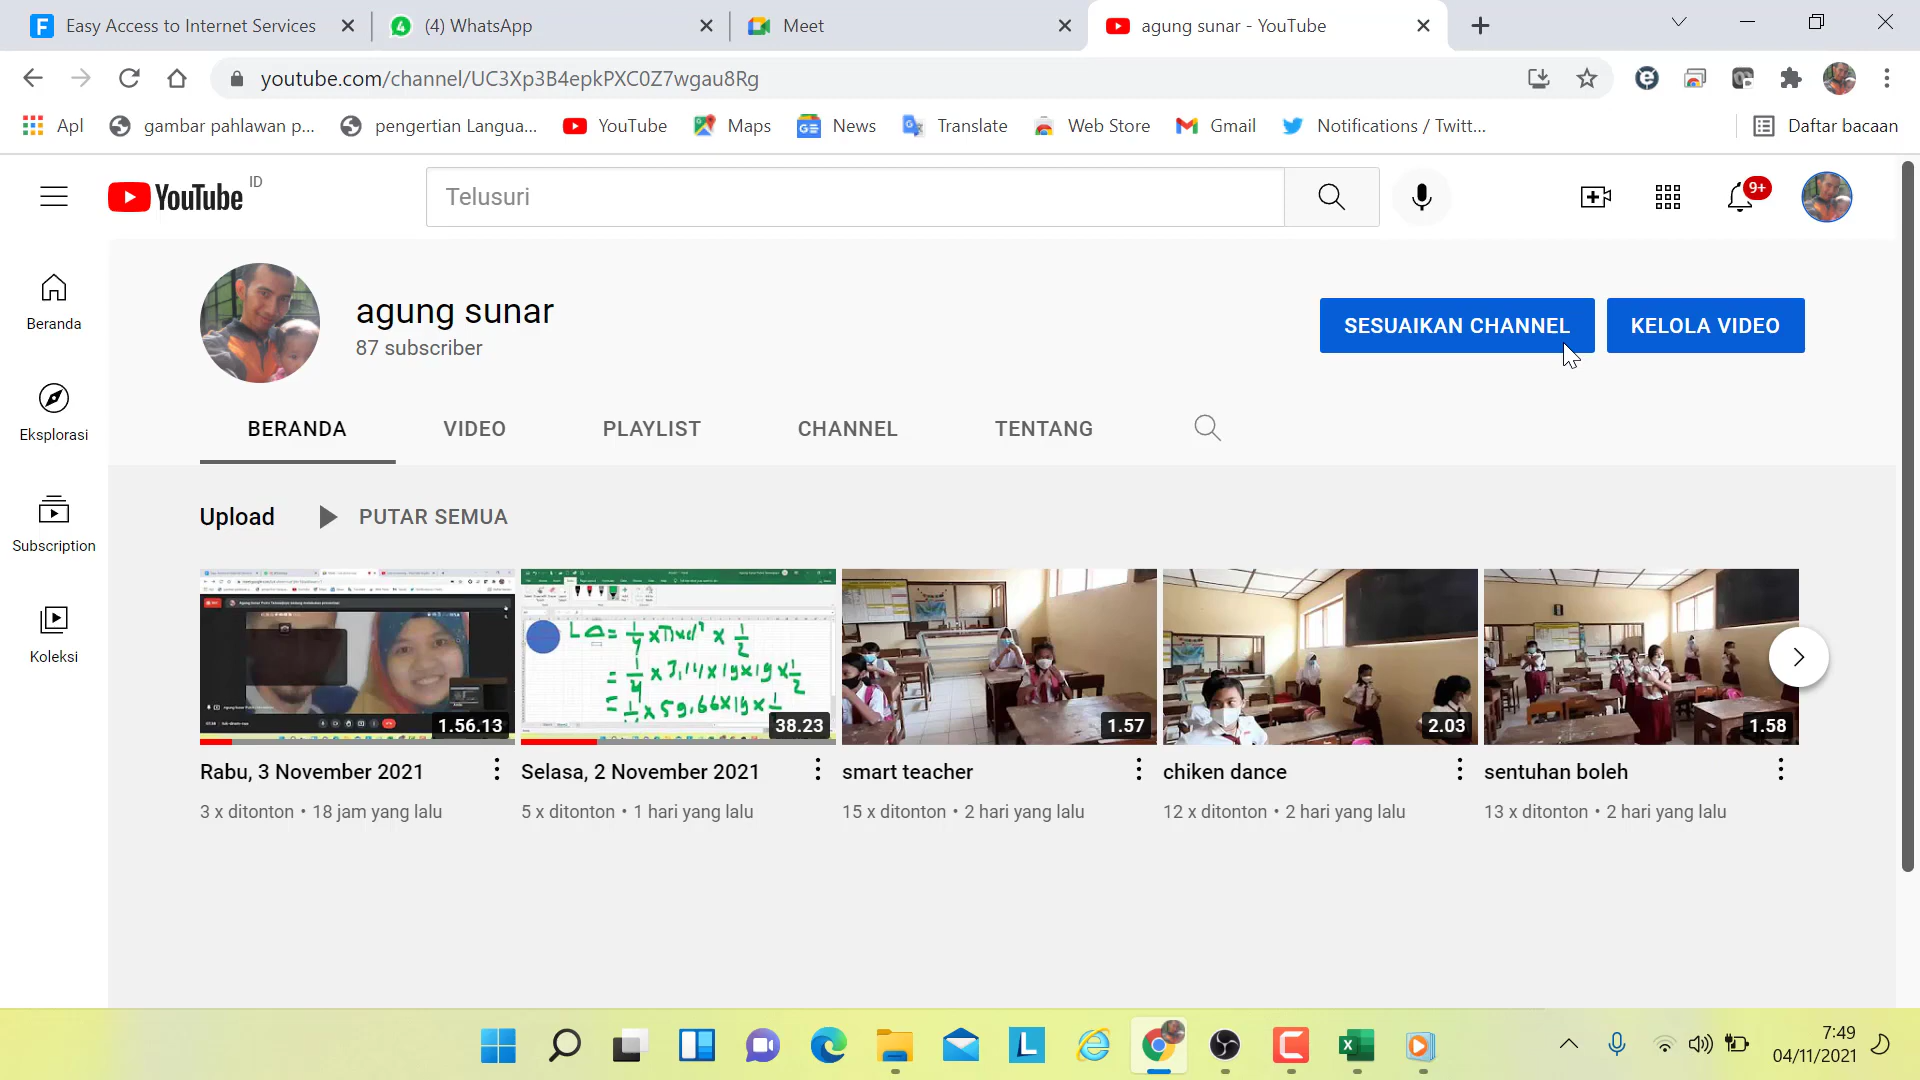 Easy Access to Internet Services
(4) WhatsApp
Meet
agung sunar - YouTube
youtube.com/channel/UC3Xp3B4epkPXC0Z7wgau8Rg
Apl
gambar pahlawan p...
pengertian Langua...
YouTube
Maps
News
Translate
Web Store
Gmail
Notifications / Twitt...
Daftar bacaan
YouTube ID
Telusuri
9+
Beranda
Eksplorasi
Subscription
Koleksi
agung sunar
87 subscriber
SESUAIKAN CHANNEL
KELOLA VIDEO
BERANDA
VIDEO
PLAYLIST
CHANNEL
TENTANG
Upload
PUTAR SEMUA
1.56.13
38.23
1.57
2.03
1.58
Rabu, 3 November 2021
3 x ditonton • 18 jam yang lalu
Selasa, 2 November 2021
5 x ditonton • 1 hari yang lalu
smart teacher
15 x ditonton • 2 hari yang lalu
chiken dance
12 x ditonton • 2 hari yang lalu
sentuhan boleh
13 x ditonton • 2 hari yang lalu
7:49
04/11/2021